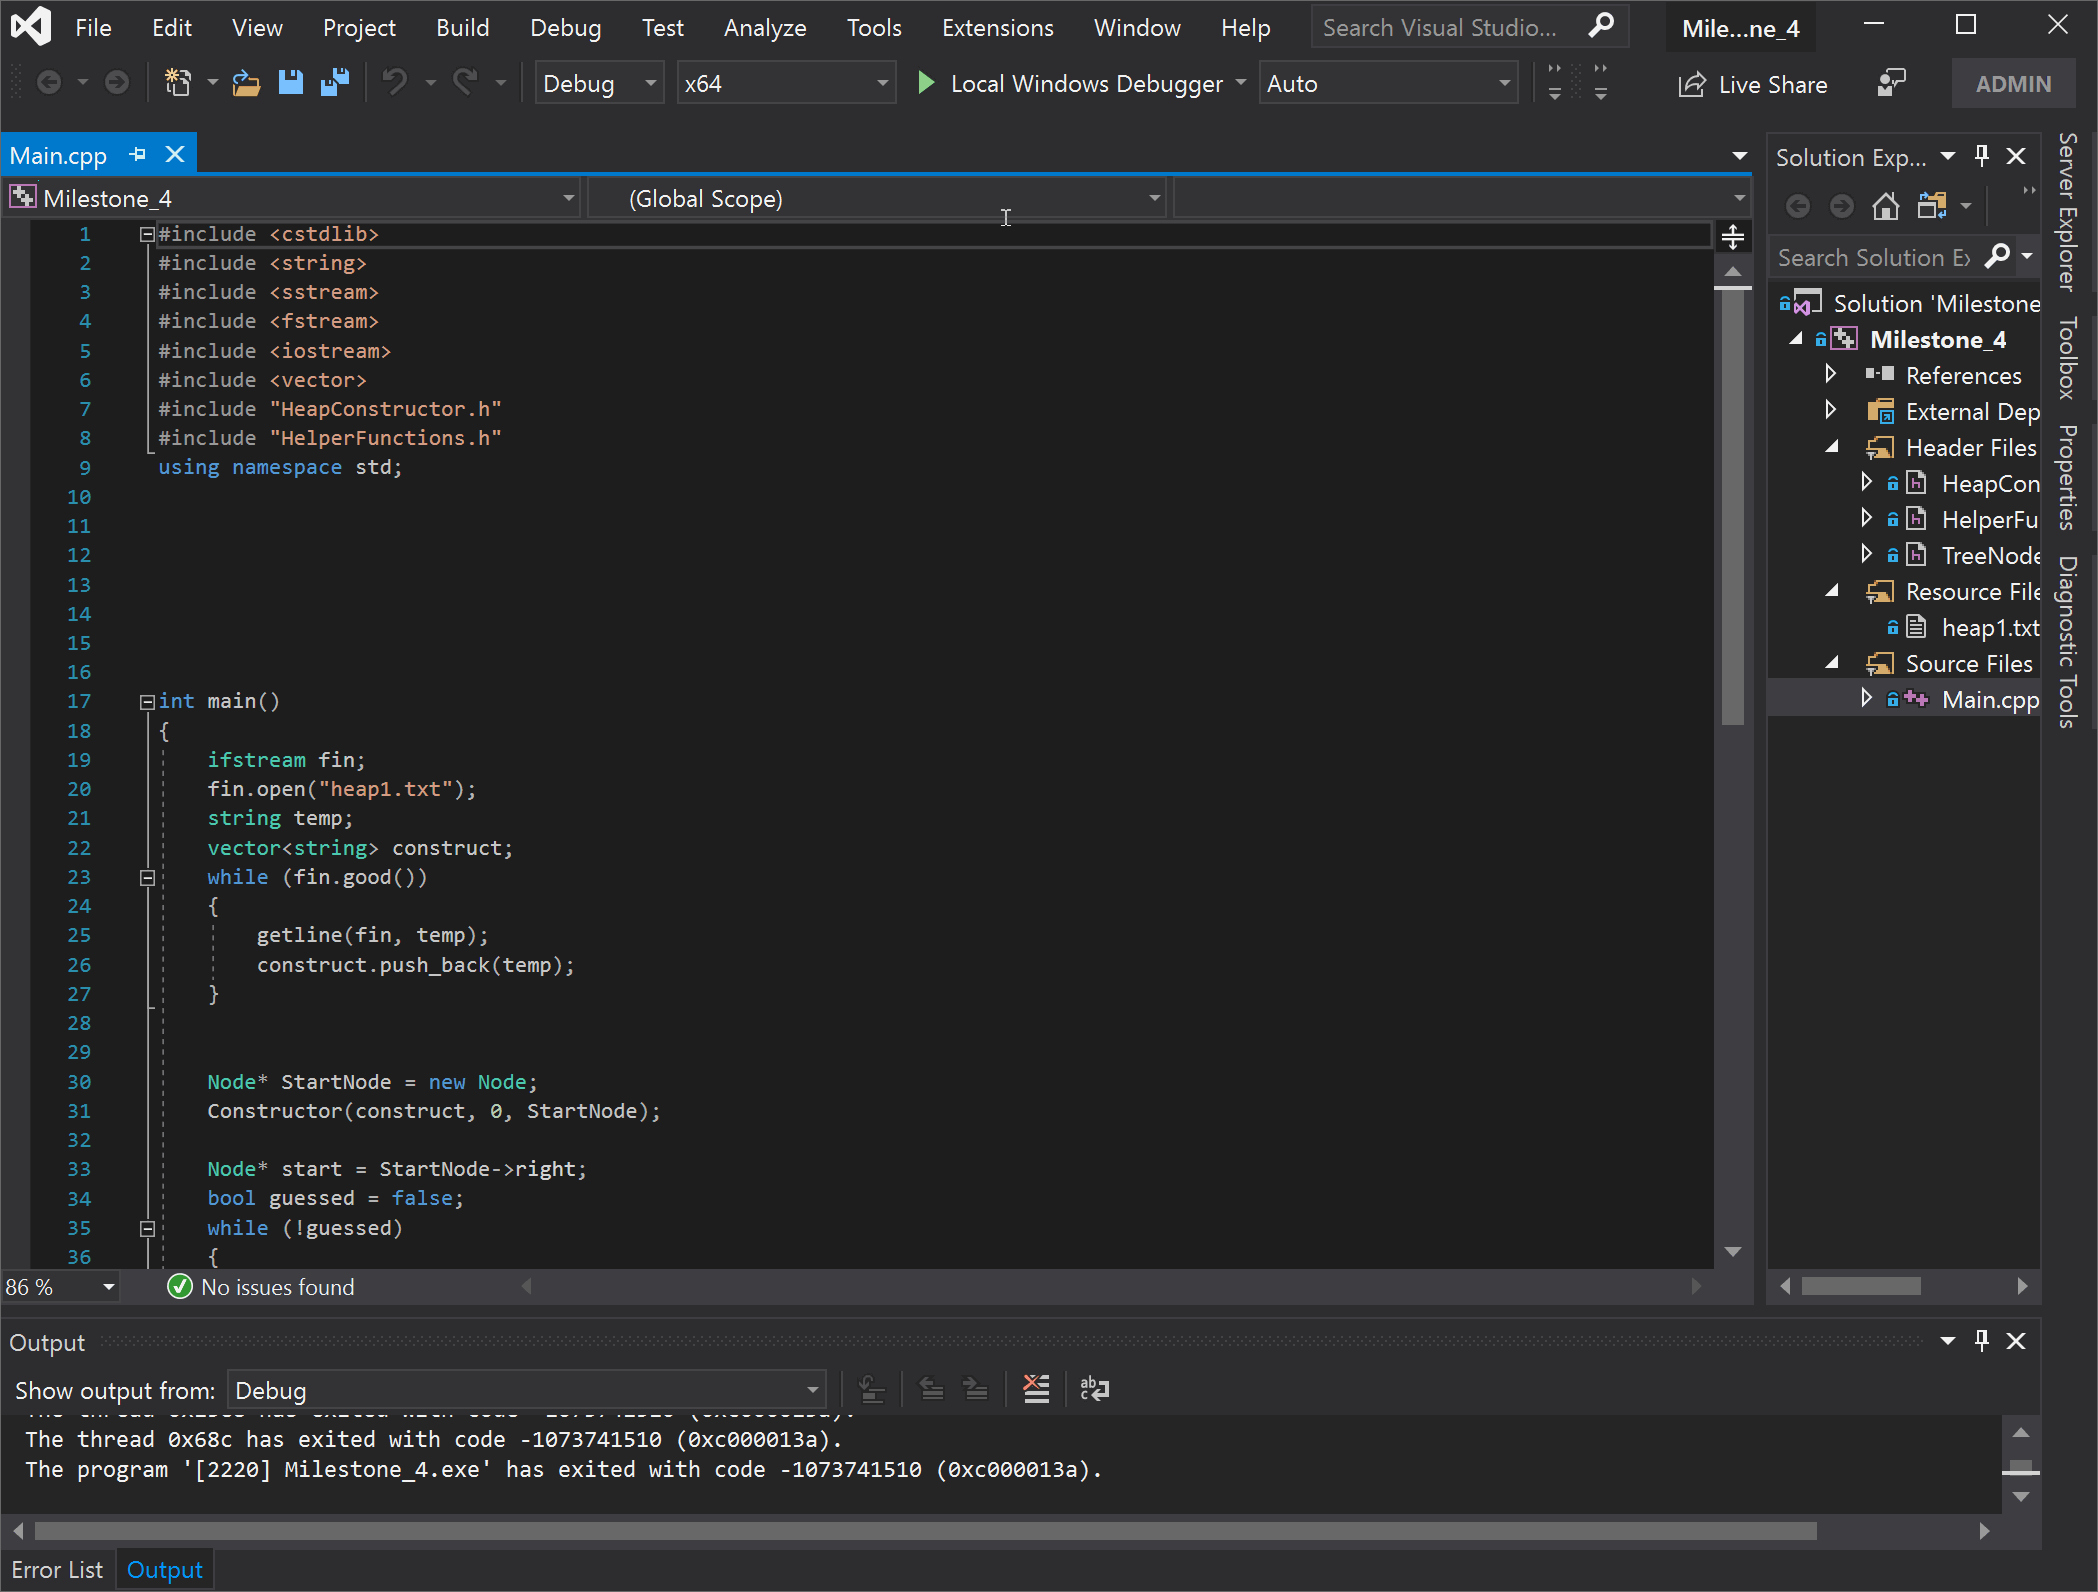 File Edit View Project Build Debug Test Analyze Tools Extensions Window Help Search Visual Studio... Mile...ne_4
Debug x64 Local Windows Debugger Auto Live Share ADMIN
Main.cpp
Milestone_4 (Global Scope)
1 #include <cstdlib>
2 #include <string>
3 #include <sstream>
4 #include <fstream>
5 #include <iostream>
6 #include <vector>
7 #include "HeapConstructor.h"
8 #include "HelperFunctions.h"
9 using namespace std;
10
11
12
13
14
15
16
17 int main()
18 {
19 ifstream fin;
20 fin.open("heap1.txt");
21 string temp;
22 vector<string> construct;
23 while (fin.good())
24 {
25 getline(fin, temp);
26 construct.push_back(temp);
27 }
28
29
30 Node* StartNode = new Node;
31 Constructor(construct, 0, StartNode);
32
33 Node* start = StartNode->right;
34 bool guessed = false;
35 while (!guessed)
36 {
86 % No issues found
Solution Exp...
Search Solution Ex
Solution 'Milestone
Milestone_4
References
External Dep
Header Files
HeapCon
HelperFu
TreeNode
Resource File
heap1.txt
Source Files
Main.cpp
Server Explorer
Toolbox
Properties
Diagnostic Tools
Output
Show output from: Debug
The thread 0x68c has exited with code -1073741510 (0xc000013a).
The program '[2220] Milestone_4.exe' has exited with code -1073741510 (0xc000013a).
Error List Output